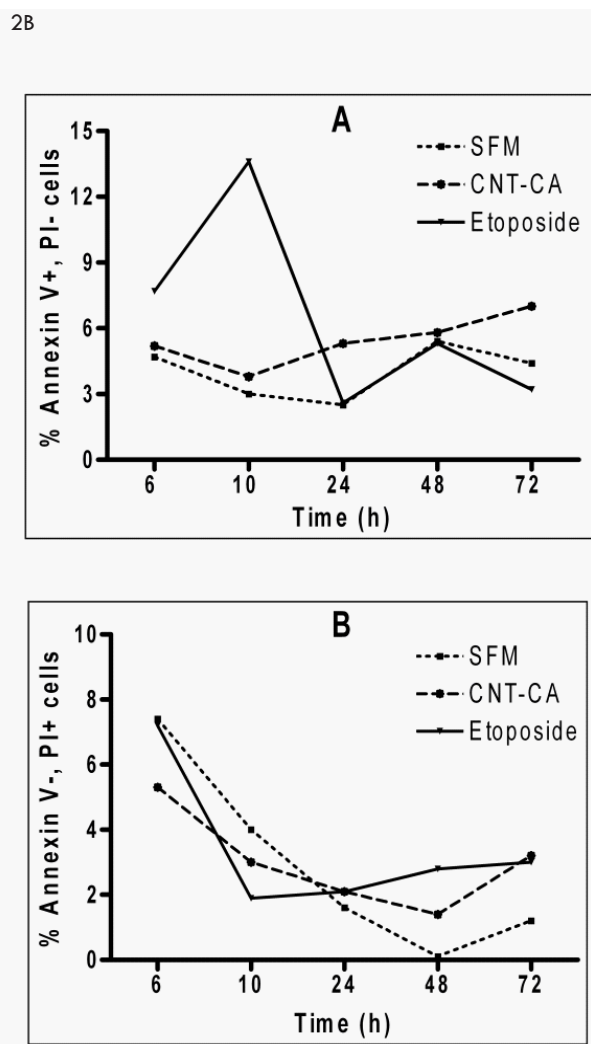 2B
A
15
12
9
6
3
0
% Annexin V+, PI- cells
SFM
CNT-CA
Etoposide
6 10 24 48 72
Time (h)
B
10
8
6
4
2
0
% Annexin V-, PI+ cells
SFM
CNT-CA
Etoposide
6 10 24 48 72
Time (h)